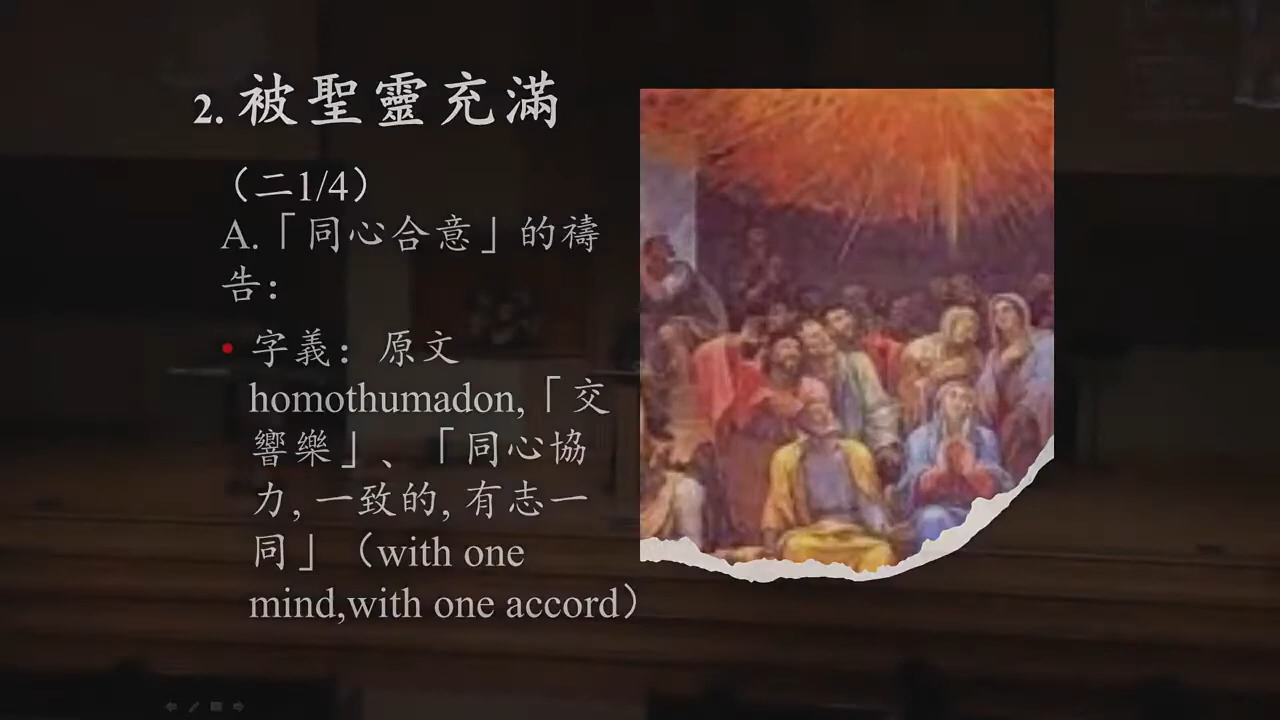 2. 被聖靈充滿
（二1/4）
A.「同心合意」的禱
告：
字義： 原文
homothumadon,「交
響樂」、「同心協
力, 一致的, 有志一
同」（with one
mind,with one accord）